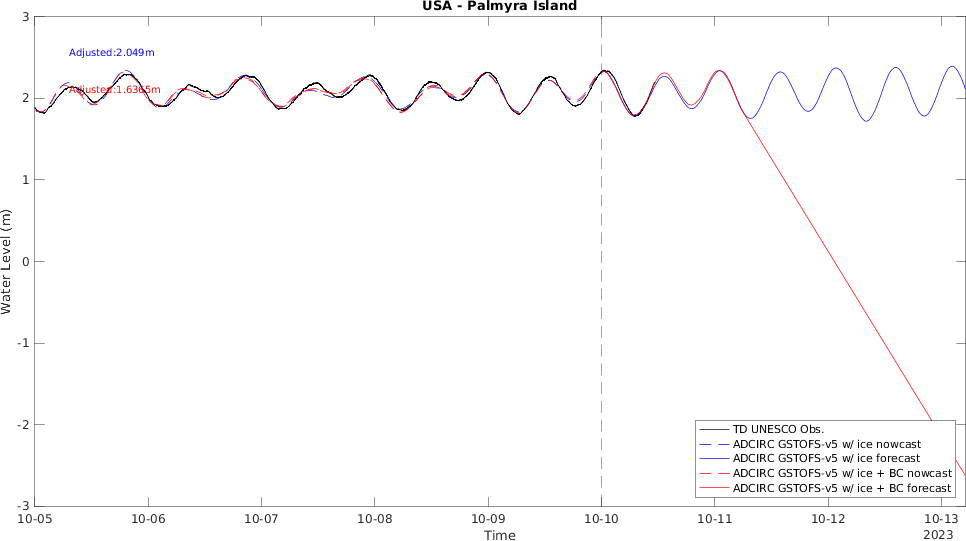 USA - Palmyra Island
3
2
1
0
-1
-2
-3
Water Level (m)
Adjusted:2.049m
Adjusted:1.6365m
TD UNESCO Obs.
ADCIRC GSTOFS-v5 w/ ice nowcast
ADCIRC GSTOFS-v5 w/ ice forecast
ADCIRC GSTOFS-v5 w/ ice + BC nowcast
ADCIRC GSTOFS-v5 w/ ice + BC forecast
10-05 10-06 10-07 10-08 10-09 10-10 10-11 10-12 10-13
2023
Time